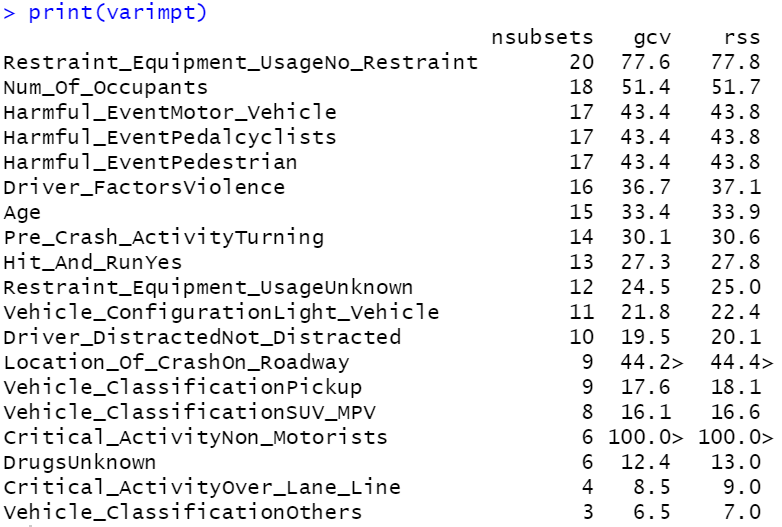 > print(varimpt)
nsubsets gcv rss
Restraint_Equipment_UsageNo_Restraint 20 77.6 77.8
Num_Of_Occupants 18 51.4 51.7
Harmful_EventMotor_Vehicle 17 43.4 43.8
Harmful_EventPedalcyclists 17 43.4 43.8
Harmful_EventPedestrian 17 43.4 43.8
Driver_FactorsViolence 16 36.7 37.1
Age 15 33.4 33.9
Pre_Crash_ActivityTurning 14 30.1 30.6
Hit_And_RunYes 13 27.3 27.8
Restraint_Equipment_UsageUnknown 12 24.5 25.0
Vehicle_ConfigurationLight_Vehicle 11 21.8 22.4
Driver_DistractedNot_Distracted 10 19.5 20.1
Location_Of_CrashOn_Roadway 9 44.2> 44.4>
Vehicle_ClassificationPickup 9 17.6 18.1
Vehicle_ClassificationSUV_MPV 8 16.1 16.6
Critical_ActivityNon_Motorists 6 100.0> 100.0>
DrugsUnknown 6 12.4 13.0
Critical_ActivityOver_Lane_Line 4 8.5 9.0
Vehicle_ClassificationOthers 3 6.5 7.0